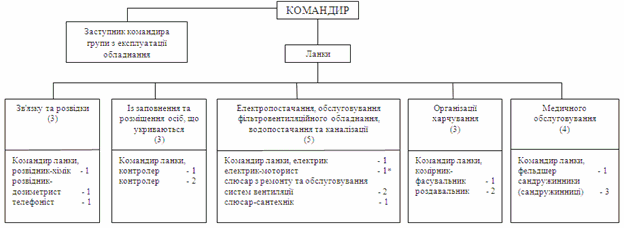 КОМАНДИР
Заступник командира
групи з експлуатації
обладнання
Ланки
Зв'язку та розвідки
(3)
Командир ланки,
розвідник-хімік - 1
розвідник-
дозиметрист - 1
телефоніст - 1
Із заповнення та
розміщення осіб, що
укриваються
(3)
Командир ланки,
контролер - 1
контролер - 2
Електропостачання, обслуговування
фільтровентиляційного обладнання,
водопостачання та каналізації
(5)
Командир ланки, електрик - 1
електрик-моторист - 1*
слюсар з ремонту та обслуговування
систем вентиляції - 2
слюсар-сантехнік - 1
Організації
харчування
(3)
Командир ланки,
комірник-
фасувальник - 1
роздавальник - 2
Медичного
обслуговування
(4)
Командир ланки,
фельдшер - 1
сандружинники
(сандружинниці) - 3